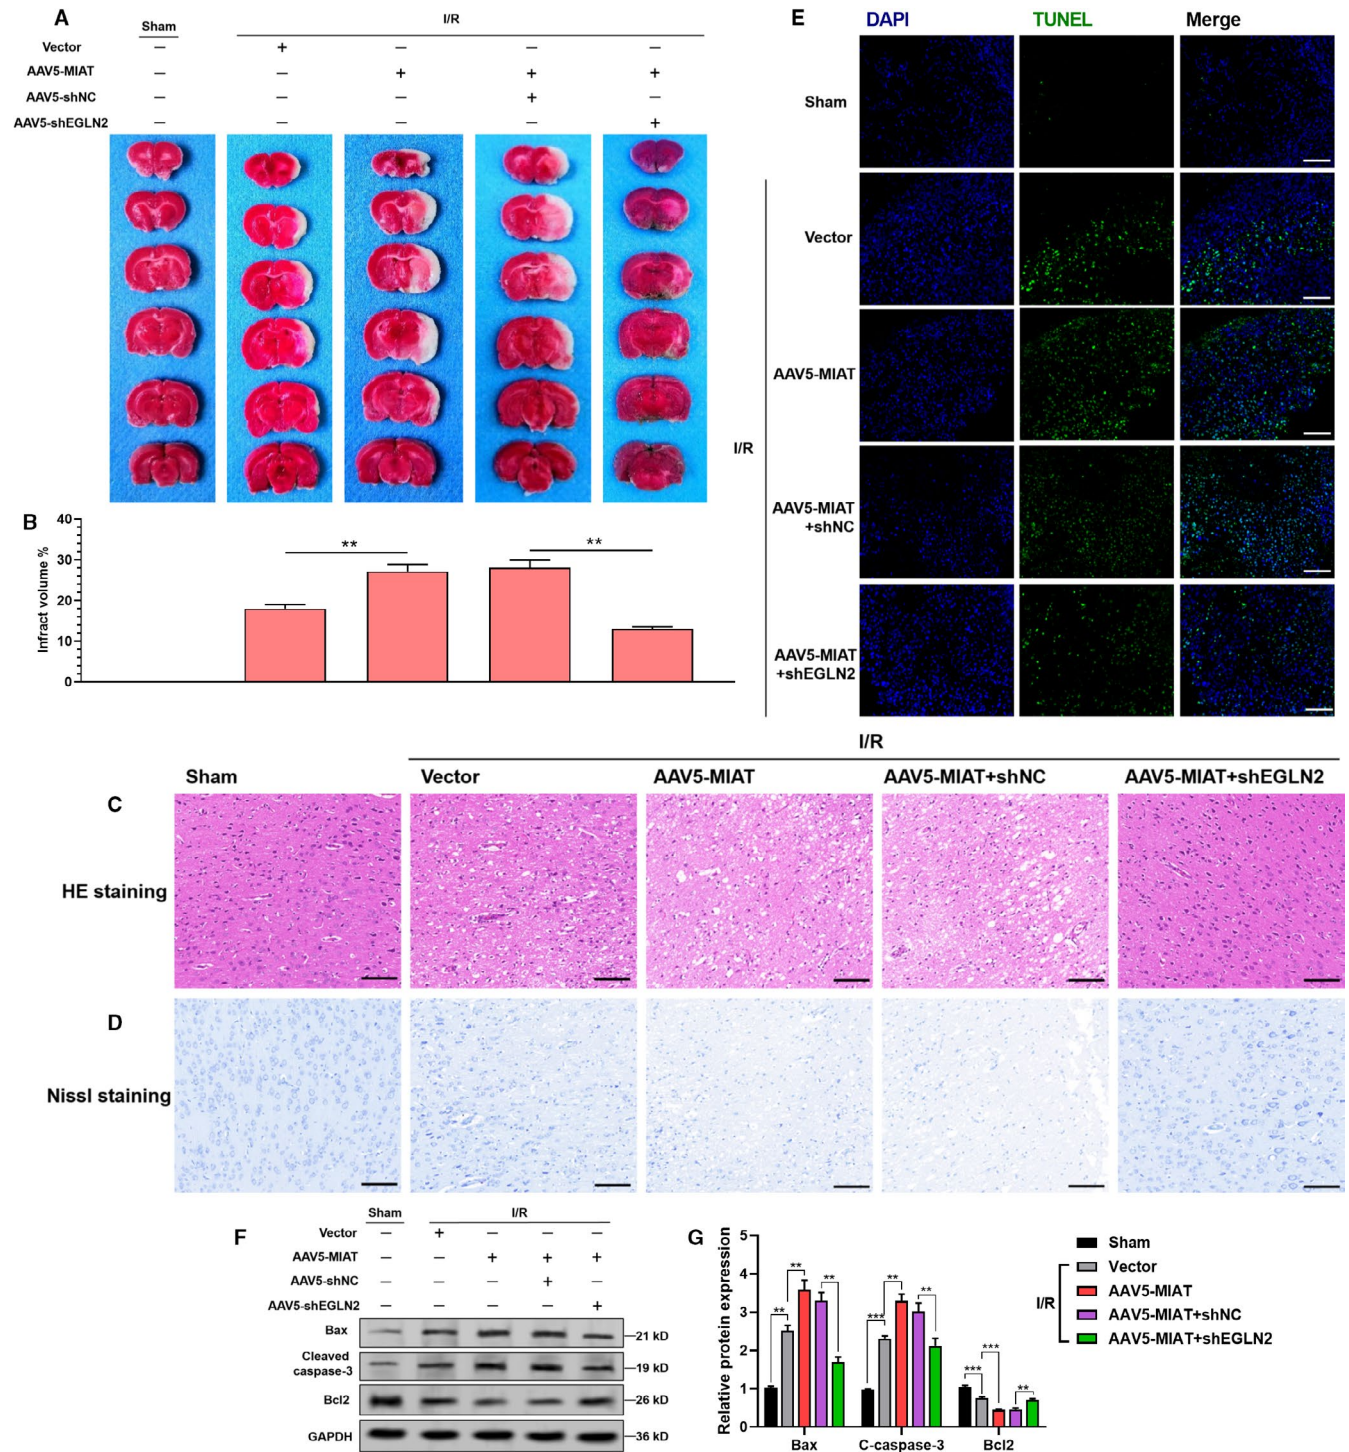 A
Sham
I/R
Vector – + – – –
AAV5-MIAT – – + + +
AAV5-shNC – – – + –
AAV5-shEGLN2 – – – – +
B
Infract volume %
40
30
20
10
0
** **
E
DAPI TUNEL Merge
Sham
Vector
AAV5-MIAT
I/R
AAV5-MIAT
+shNC
AAV5-MIAT
+shEGLN2
I/R
Sham Vector AAV5-MIAT AAV5-MIAT+shNC AAV5-MIAT+shEGLN2
C
HE staining
D
Nissl staining
F
Sham I/R
Vector – + – – –
AAV5-MIAT – – + + +
AAV5-shNC – – – + –
AAV5-shEGLN2 – – – – +
Bax 21 kD
Cleaved
caspase-3 19 kD
Bcl2 26 kD
GAPDH 36 kD
G
Relative protein expression
5
4
3
2
1
0
** ** **
*** ** **
*** *** **
Bax C-caspase-3 Bcl2
Sham
Vector
AAV5-MIAT
I/R
AAV5-MIAT+shNC
AAV5-MIAT+shEGLN2